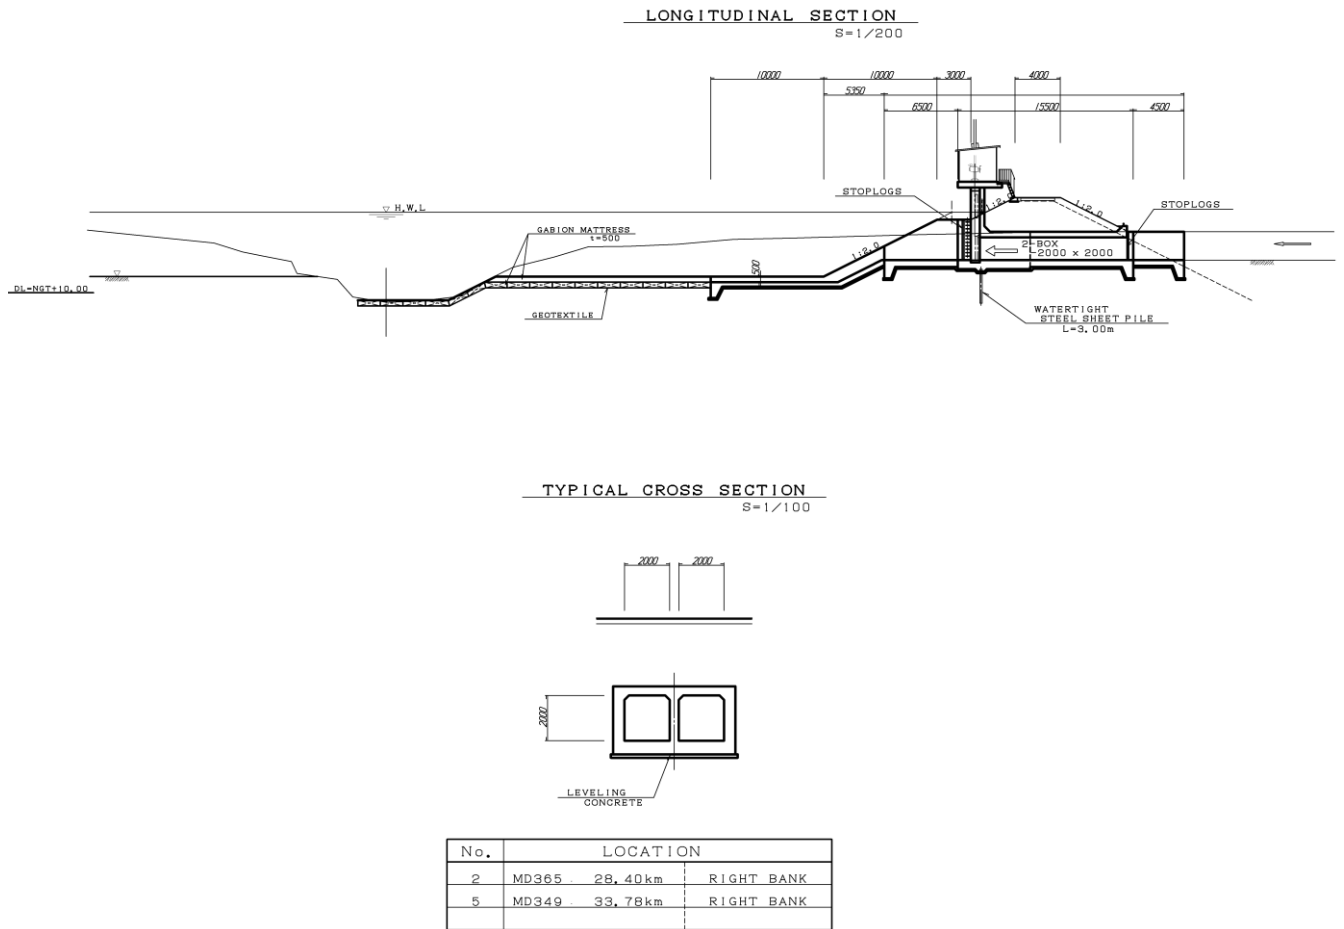 LONGITUDINAL SECTION
S=1/200
10000 10000 3000 4000
5350
6500 15500 4500
STOPLOGS
STOPLOGS
H.W.L
1:2.0
1:2.0
GABION MATTRESS
t=500
1:2.0
2-BOX
2000 × 2000
500
DL=NGT+10.00
GEOTEXTILE
WATERTIGHT
STEEL SHEET PILE
L=3.00m
TYPICAL CROSS SECTION
S=1/100
2000 2000
2000
LEVELING
CONCRETE
No. LOCATION
2 MD365 28.40km RIGHT BANK
5 MD349 33.78km RIGHT BANK